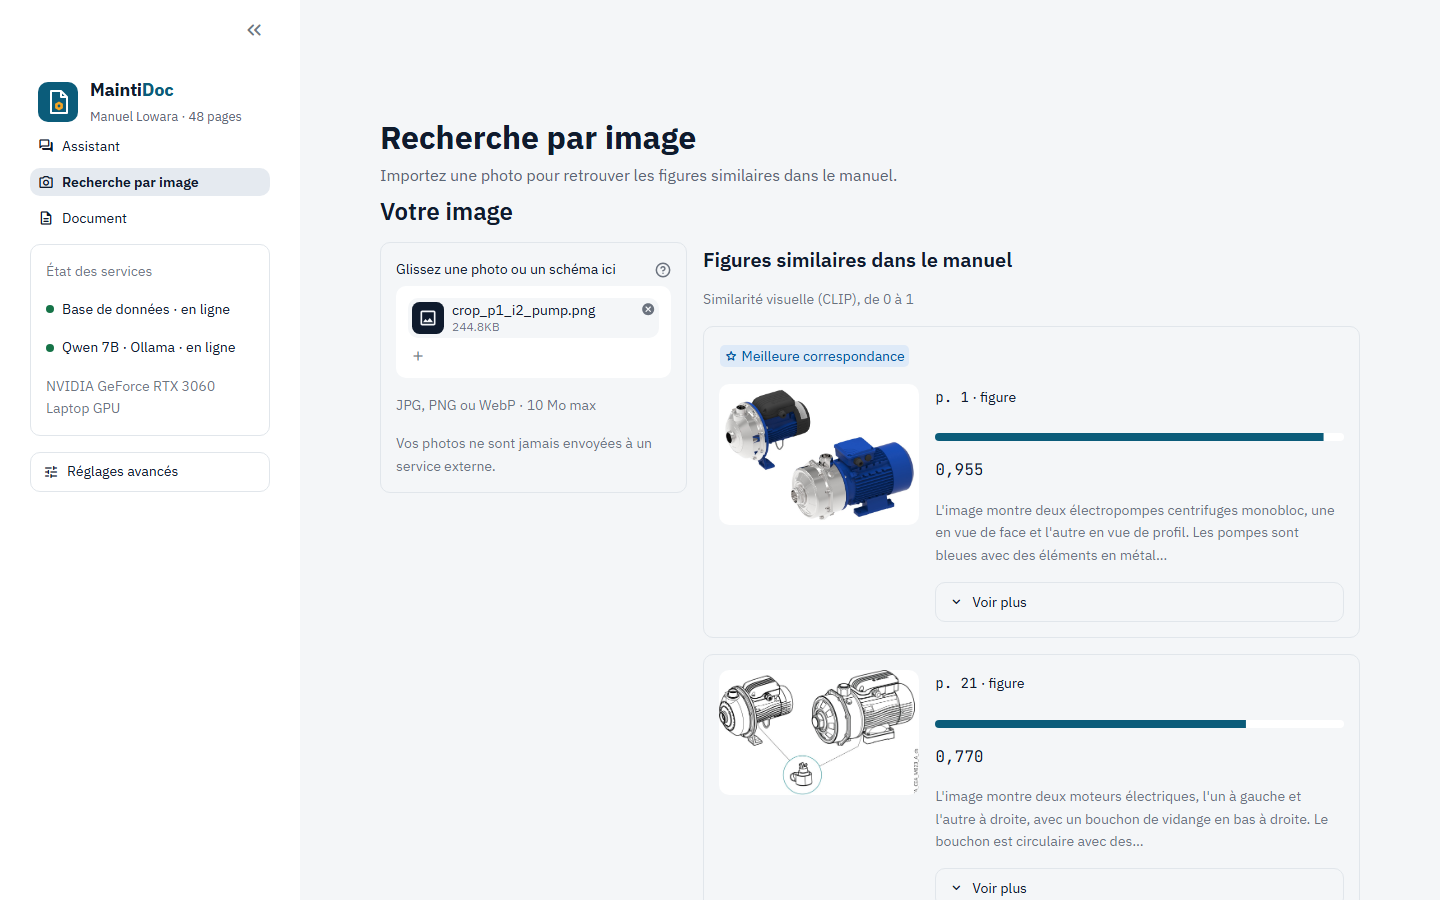 MaintiDoc
Manuel Lowara · 48 pages
Assistant
Recherche par image
Document
État des services
Base de données · en ligne
Qwen 7B · Ollama · en ligne
NVIDIA GeForce RTX 3060
Laptop GPU
Réglages avancés
Recherche par image
Importez une photo pour retrouver les figures similaires dans le manuel.
Votre image
Glissez une photo ou un schéma ici
crop_p1_i2_pump.png
244.8KB
JPG, PNG ou WebP · 10 Mo max
Vos photos ne sont jamais envoyées à un
service externe.
Figures similaires dans le manuel
Similarité visuelle (CLIP), de 0 à 1
Meilleure correspondance
p. 1 · figure
0,955
L'image montre deux électropompes centrifuges monobloc, une
en vue de face et l'autre en vue de profil. Les pompes sont
bleues avec des éléments en métal...
Voir plus
p. 21 · figure
0,770
L'image montre deux moteurs électriques, l'un à gauche et
l'autre à droite, avec un bouchon de vidange en bas à droite. Le
bouchon est circulaire avec des...
Voir plus